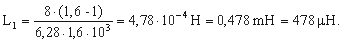 L₁ = 8·(1,6 -1) / 6,28·1,6·10³ = 4,78·10⁻⁴ H = 0,478 mH = 478 μH.